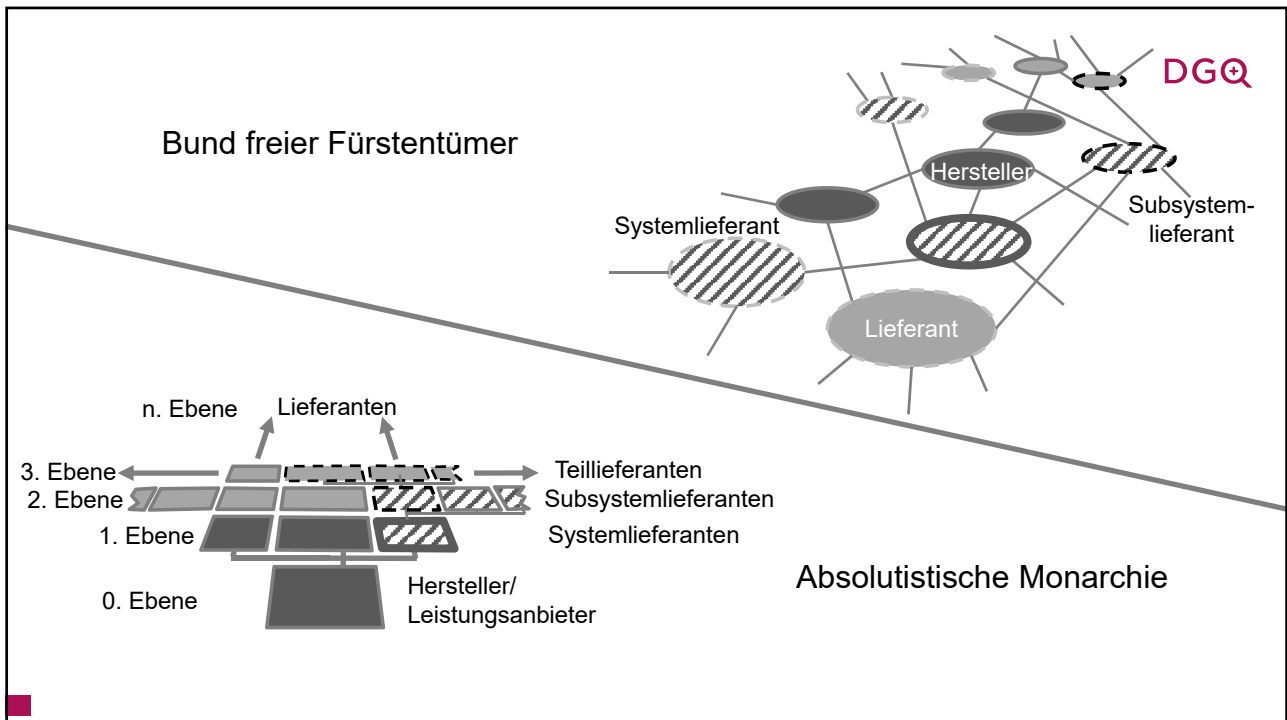 DGQ
Bund freier Fürstentümer
Hersteller
Systemlieferant
Subsystem-
lieferant
Lieferant
n. Ebene
Lieferanten
3. Ebene
Teillieferanten
2. Ebene
Subsystemlieferanten
1. Ebene
Systemlieferanten
0. Ebene
Hersteller/
Leistungsanbieter
Absolutistische Monarchie